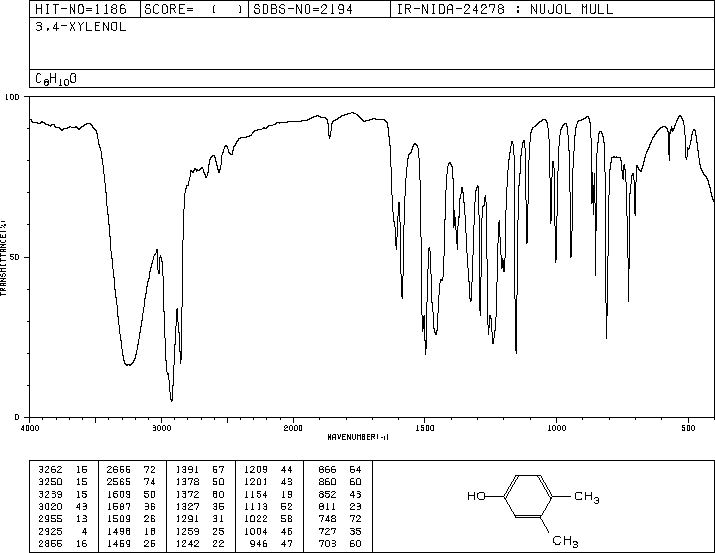 HIT-NO=1186 SCORE= ( ) SDBS-NO=2194 IR-NIDA-24278 : NUJOL MULL
3,4-XYLENOL
C8H10O
100
50
0
TRANSMITTANCE(%)
4000 3000 2000 1500 1000 500
WAVENUMBER(-1)
3262 16 2666 72 1391 67 1209 44 866 64
3250 15 2565 74 1378 50 1201 43 860 60
3239 15 1609 50 1372 80 1154 19 852 43
3020 43 1587 36 1327 35 1113 52 811 23
2955 13 1509 26 1291 31 1022 58 748 72
2925 4 1498 18 1259 25 1004 46 727 35
2866 16 1459 26 1242 22 946 47 703 60
HO CH3
CH3